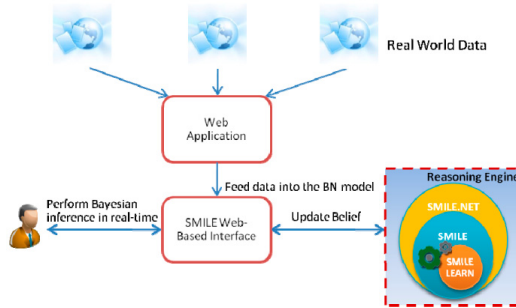 Real World Data
Web
Application
Feed data into the BN model
Reasoning Engine
Perform Bayesian
inference in real-time
SMILE Web-
Based Interface
Update Belief
SMILE.NET
SMILE
SMILE
LEARN